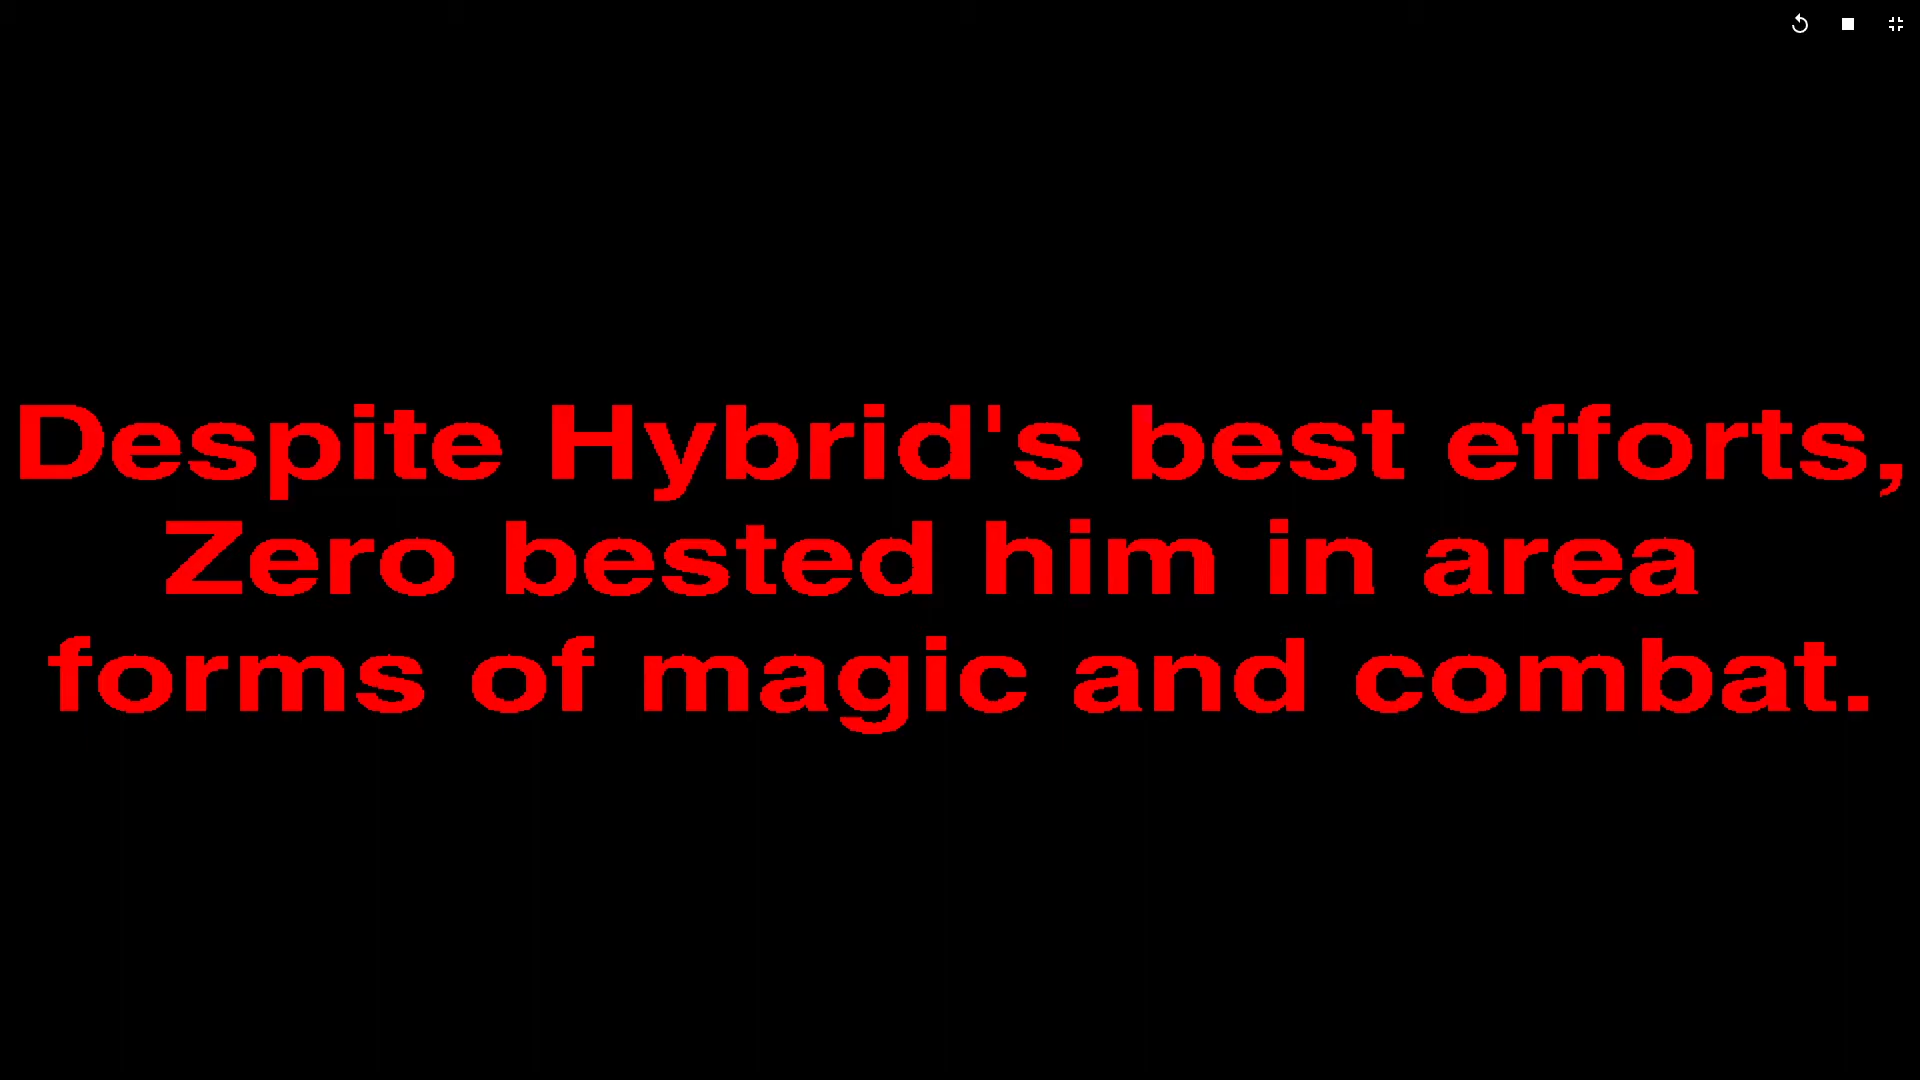 Despite Hybrid's best efforts,
Zero bested him in area
forms of magic and combat.